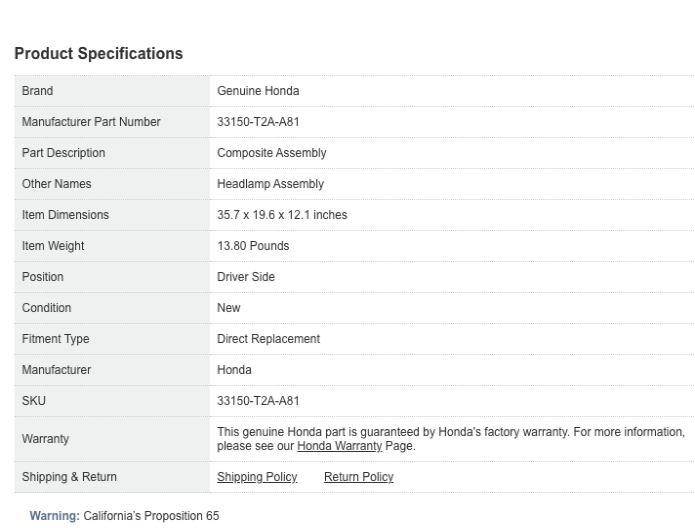 Product Specifications
Brand Genuine Honda
Manufacturer Part Number 33150-T2A-A81
Part Description Composite Assembly
Other Names Headlamp Assembly
Item Dimensions 35.7 x 19.6 x 12.1 inches
Item Weight 13.80 Pounds
Position Driver Side
Condition New
Fitment Type Direct Replacement
Manufacturer Honda
SKU 33150-T2A-A81
Warranty This genuine Honda part is guaranteed by Honda's factory warranty. For more information,
please see our Honda Warranty Page.
Shipping & Return Shipping Policy Return Policy
Warning: California's Proposition 65